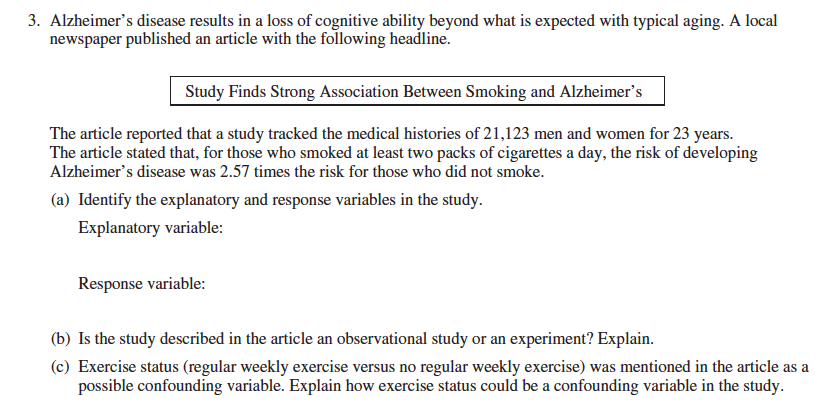 3. Alzheimer's disease results in a loss of cognitive ability beyond what is expected with typical aging. A local
newspaper published an article with the following headline.
Study Finds Strong Association Between Smoking and Alzheimer's
The article reported that a study tracked the medical histories of 21,123 men and women for 23 years.
The article stated that, for those who smoked at least two packs of cigarettes a day, the risk of developing
Alzheimer's disease was 2.57 times the risk for those who did not smoke.
(a) Identify the explanatory and response variables in the study.
Explanatory variable:
Response variable:
(b) Is the study described in the article an observational study or an experiment? Explain.
(c) Exercise status (regular weekly exercise versus no regular weekly exercise) was mentioned in the article as a
possible confounding variable. Explain how exercise status could be a confounding variable in the study.